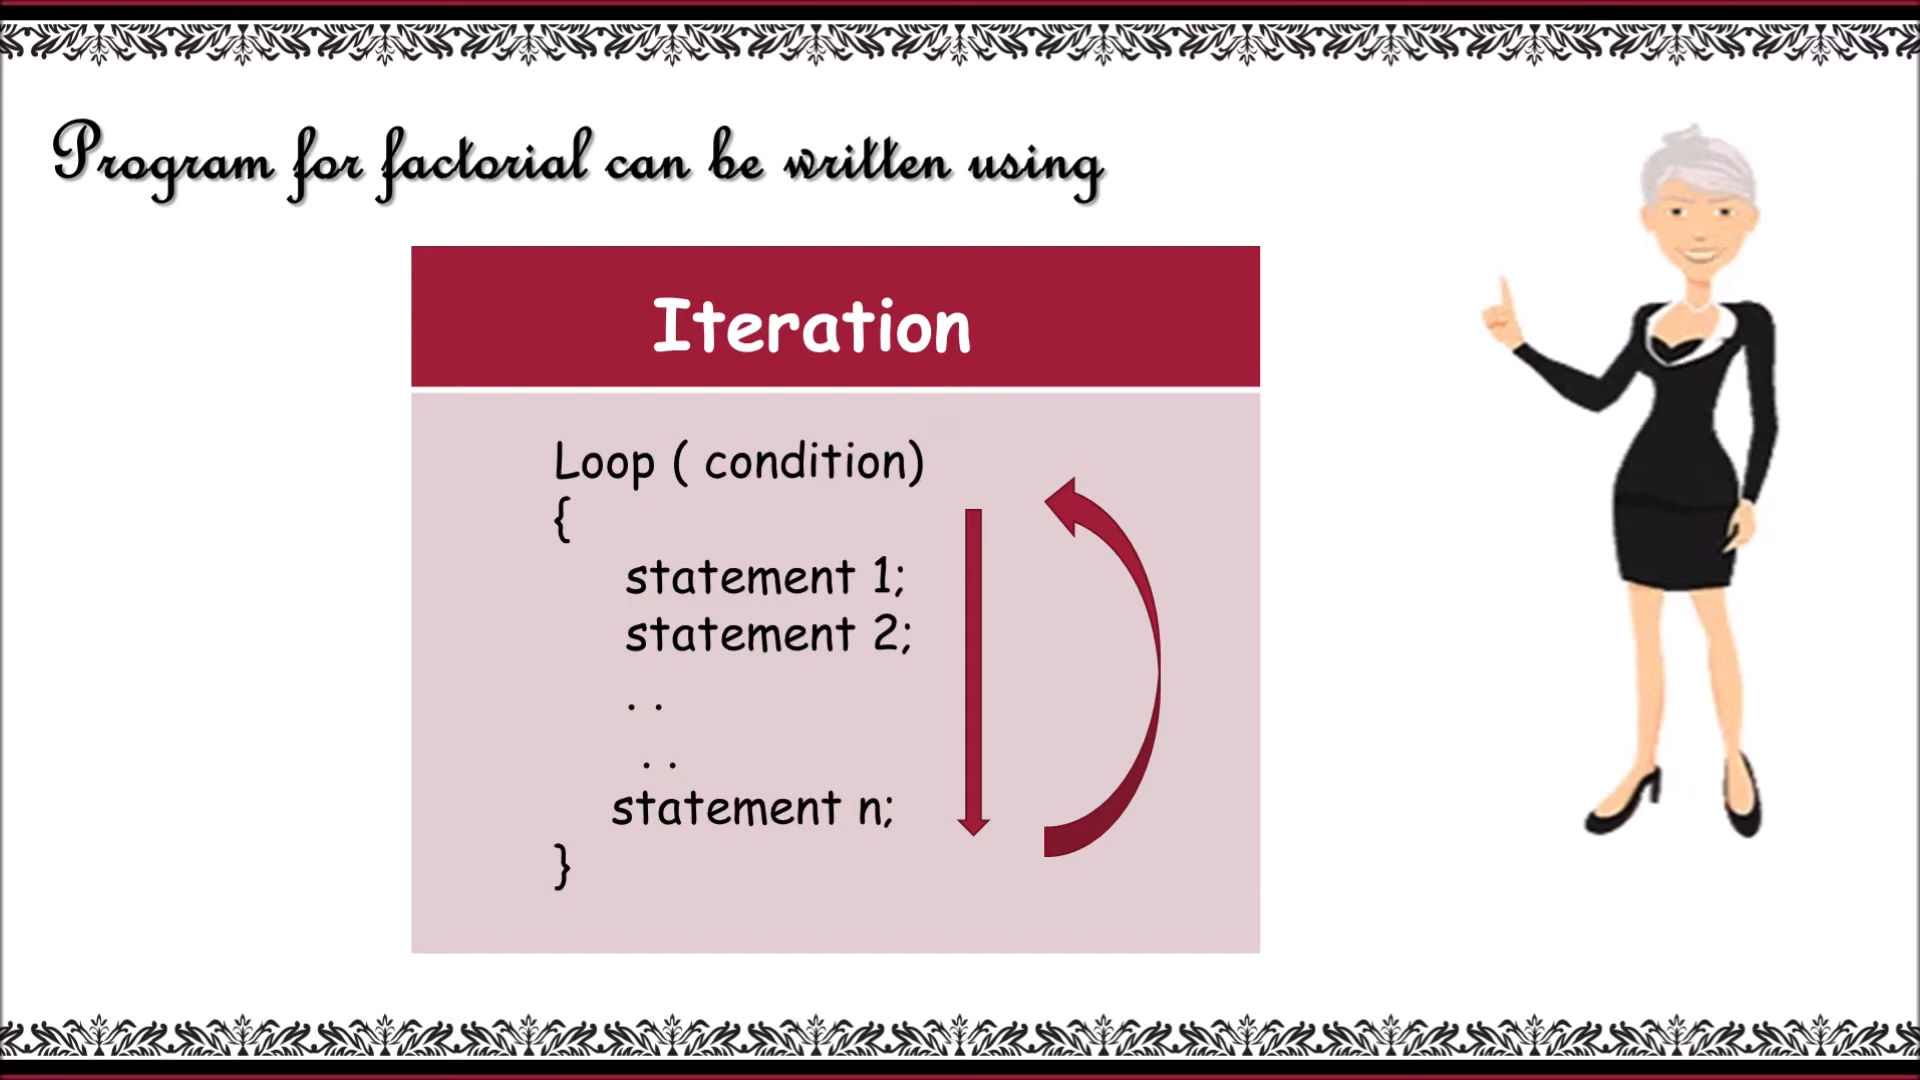 Program for factorial can be written using
Iteration
Loop ( condition)
{
statement 1;
statement 2;
. .
. .
statement n;
}